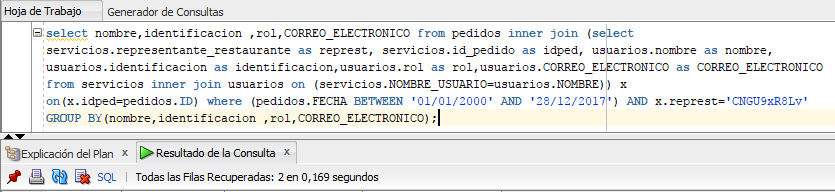 Hoja de Trabajo Generador de Consultas
select nombre,identificacion ,rol,CORREO_ELECTRONICO from pedidos inner join (select
servicios.representante_restaurante as represt, servicios.id_pedido as idped, usuarios.nombre as nombre,
usuarios.identificacion as identificacion,usuarios.rol as rol,usuarios.CORREO_ELECTRONICO as CORREO_ELECTRONICO
from servicios inner join usuarios on (servicios.NOMBRE_USUARIO=usuarios.NOMBRE)) x
on(x.idped=pedidos.ID) where (pedidos.FECHA BETWEEN '01/01/2000' AND '28/12/2017') AND x.represt='CNGU9xR8Lv'
GROUP BY(nombre,identificacion ,rol,CORREO_ELECTRONICO);
Explicación del Plan x Resultado de la Consulta x
SQL | Todas las Filas Recuperadas: 2 en 0,169 segundos